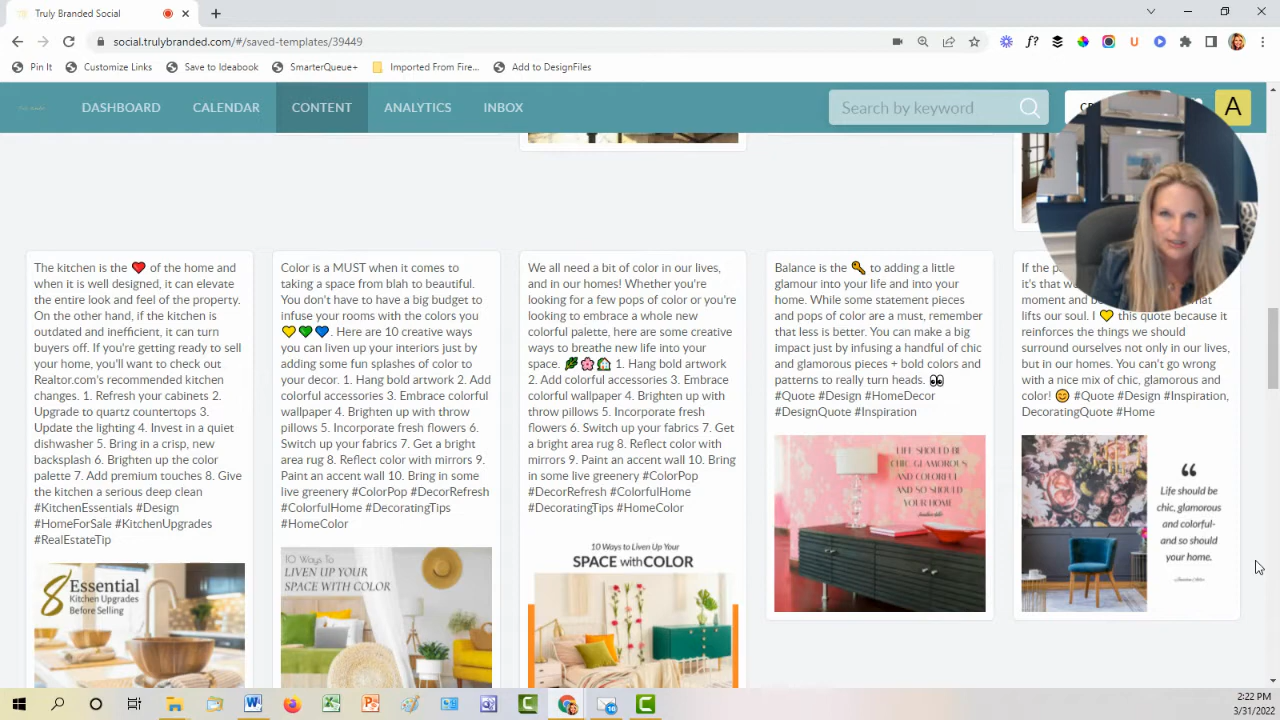 Truly Branded Social
social.trulybranded.com/#/saved-templates/39449
Pin It
Customize Links
Save to Ideabook
SmarterQueue+
Imported From Fire...
Add to DesignFiles
DASHBOARD
CALENDAR
CONTENT
ANALYTICS
INBOX
Search by keyword
A
The kitchen is the ❤️ of the home and
when it is well designed, it can elevate
the entire look and feel of the property.
On the other hand, if the kitchen is
outdated and inefficient, it can turn
buyers off. If you're getting ready to sell
your home, you'll want to check out
Realtor.com's recommended kitchen
changes. 1. Refresh your cabinets 2.
Upgrade to quartz countertops 3.
Update the lighting 4. Invest in a quiet
dishwasher 5. Bring in a crisp, new
backsplash 6. Brighten up the color
palette 7. Add premium touches 8. Give
the kitchen a serious deep clean
#KitchenEssentials #Design
#HomeForSale #KitchenUpgrades
#RealEstateTip
8 Essential
Kitchen Upgrades
Before Selling
Color is a MUST when it comes to
taking a space from blah to beautiful.
You don't have to have a big budget to
infuse your rooms with the colors you
💛💚💙. Here are 10 creative ways
you can liven up your interiors just by
adding some fun splashes of color to
your decor. 1. Hang bold artwork 2. Add
colorful accessories 3. Embrace colorful
wallpaper 4. Brighten up with throw
pillows 5. Incorporate fresh flowers 6.
Switch up your fabrics 7. Get a bright
area rug 8. Reflect color with mirrors 9.
Paint an accent wall 10. Bring in some
live greenery #ColorPop #DecorRefresh
#ColorfulHome #DecoratingTips
#HomeColor
10 Ways To
LIVEN UP YOUR
SPACE WITH COLOR
We all need a bit of color in our lives,
and in our homes! Whether you're
looking for a few pops of color or you're
looking to embrace a whole new
colorful palette, here are some creative
ways to breathe new life into your
space. 🌿🌸🏡 1. Hang bold artwork
2. Add colorful accessories 3. Embrace
colorful wallpaper 4. Brighten up with
throw pillows 5. Incorporate fresh
flowers 6. Switch up your fabrics 7. Get
a bright area rug 8. Reflect color with
mirrors 9. Paint an accent wall 10. Bring
in some live greenery #ColorPop
#DecorRefresh #ColorfulHome
#DecoratingTips #HomeColor
10 Ways to Liven Up Your
SPACE with COLOR
Balance is the 🔑 to adding a little
glamour into your life and into your
home. While some statement pieces
and pops of color are a must, remember
that less is better. You can make a big
impact just by infusing a handful of chic
and glamorous pieces + bold colors and
patterns to really turn heads. 👀
#Quote #Design #HomeDecor
#DesignQuote #Inspiration
LIFE SHOULD BE
CHIC, GLAMOROUS
AND COLORFUL,
AND SO SHOULD
YOUR HOME
If the
it's that
moment and
lifts our soul. I 💛 this quote because it
reinforces the things we should
surround ourselves not only in our lives,
but in our homes. You can't go wrong
with a nice mix of chic, glamorous and
color! 😊 #Quote #Design #Inspiration,
DecoratingQuote #Home
Life should be
chic, glamorous
and colorful-
and so should
your home.
16
2:22 PM
3/31/2022